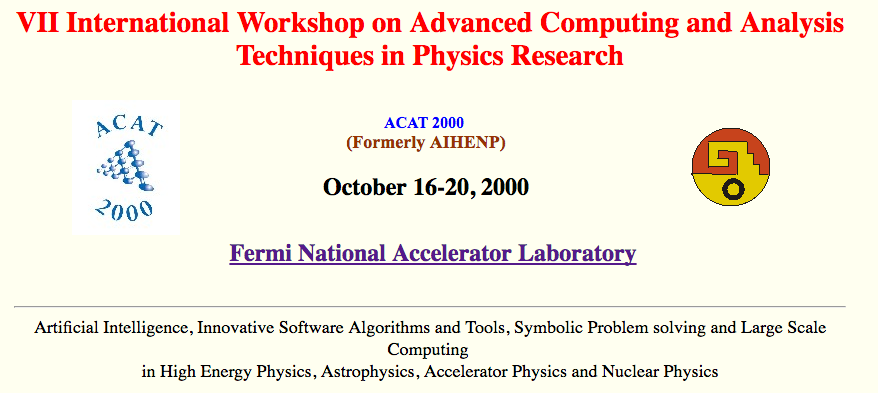 VII International Workshop on Advanced Computing and Analysis
Techniques in Physics Research
ACAT
2000
ACAT 2000
(Formerly AIHENP)
October 16-20, 2000
Fermi National Accelerator Laboratory
Artificial Intelligence, Innovative Software Algorithms and Tools, Symbolic Problem solving and Large Scale
Computing
in High Energy Physics, Astrophysics, Accelerator Physics and Nuclear Physics